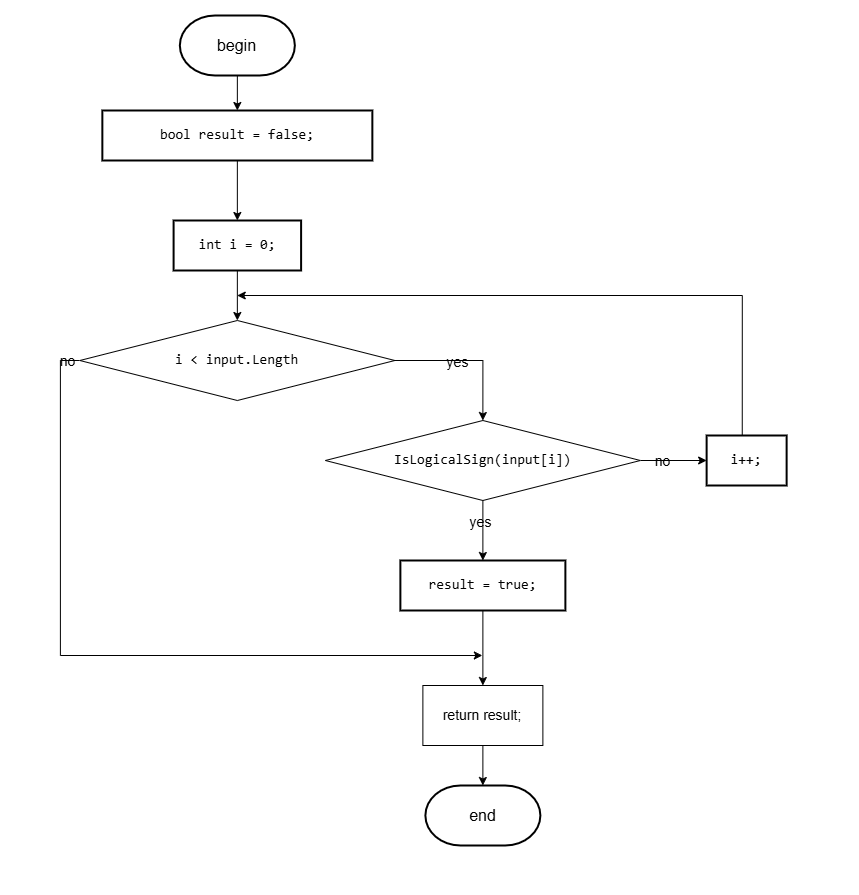 begin
bool result = false;
int i = 0;
no
i < input.Length
yes
IsLogicalSign(input[i])
no
i++;
yes
result = true;
return result;
end